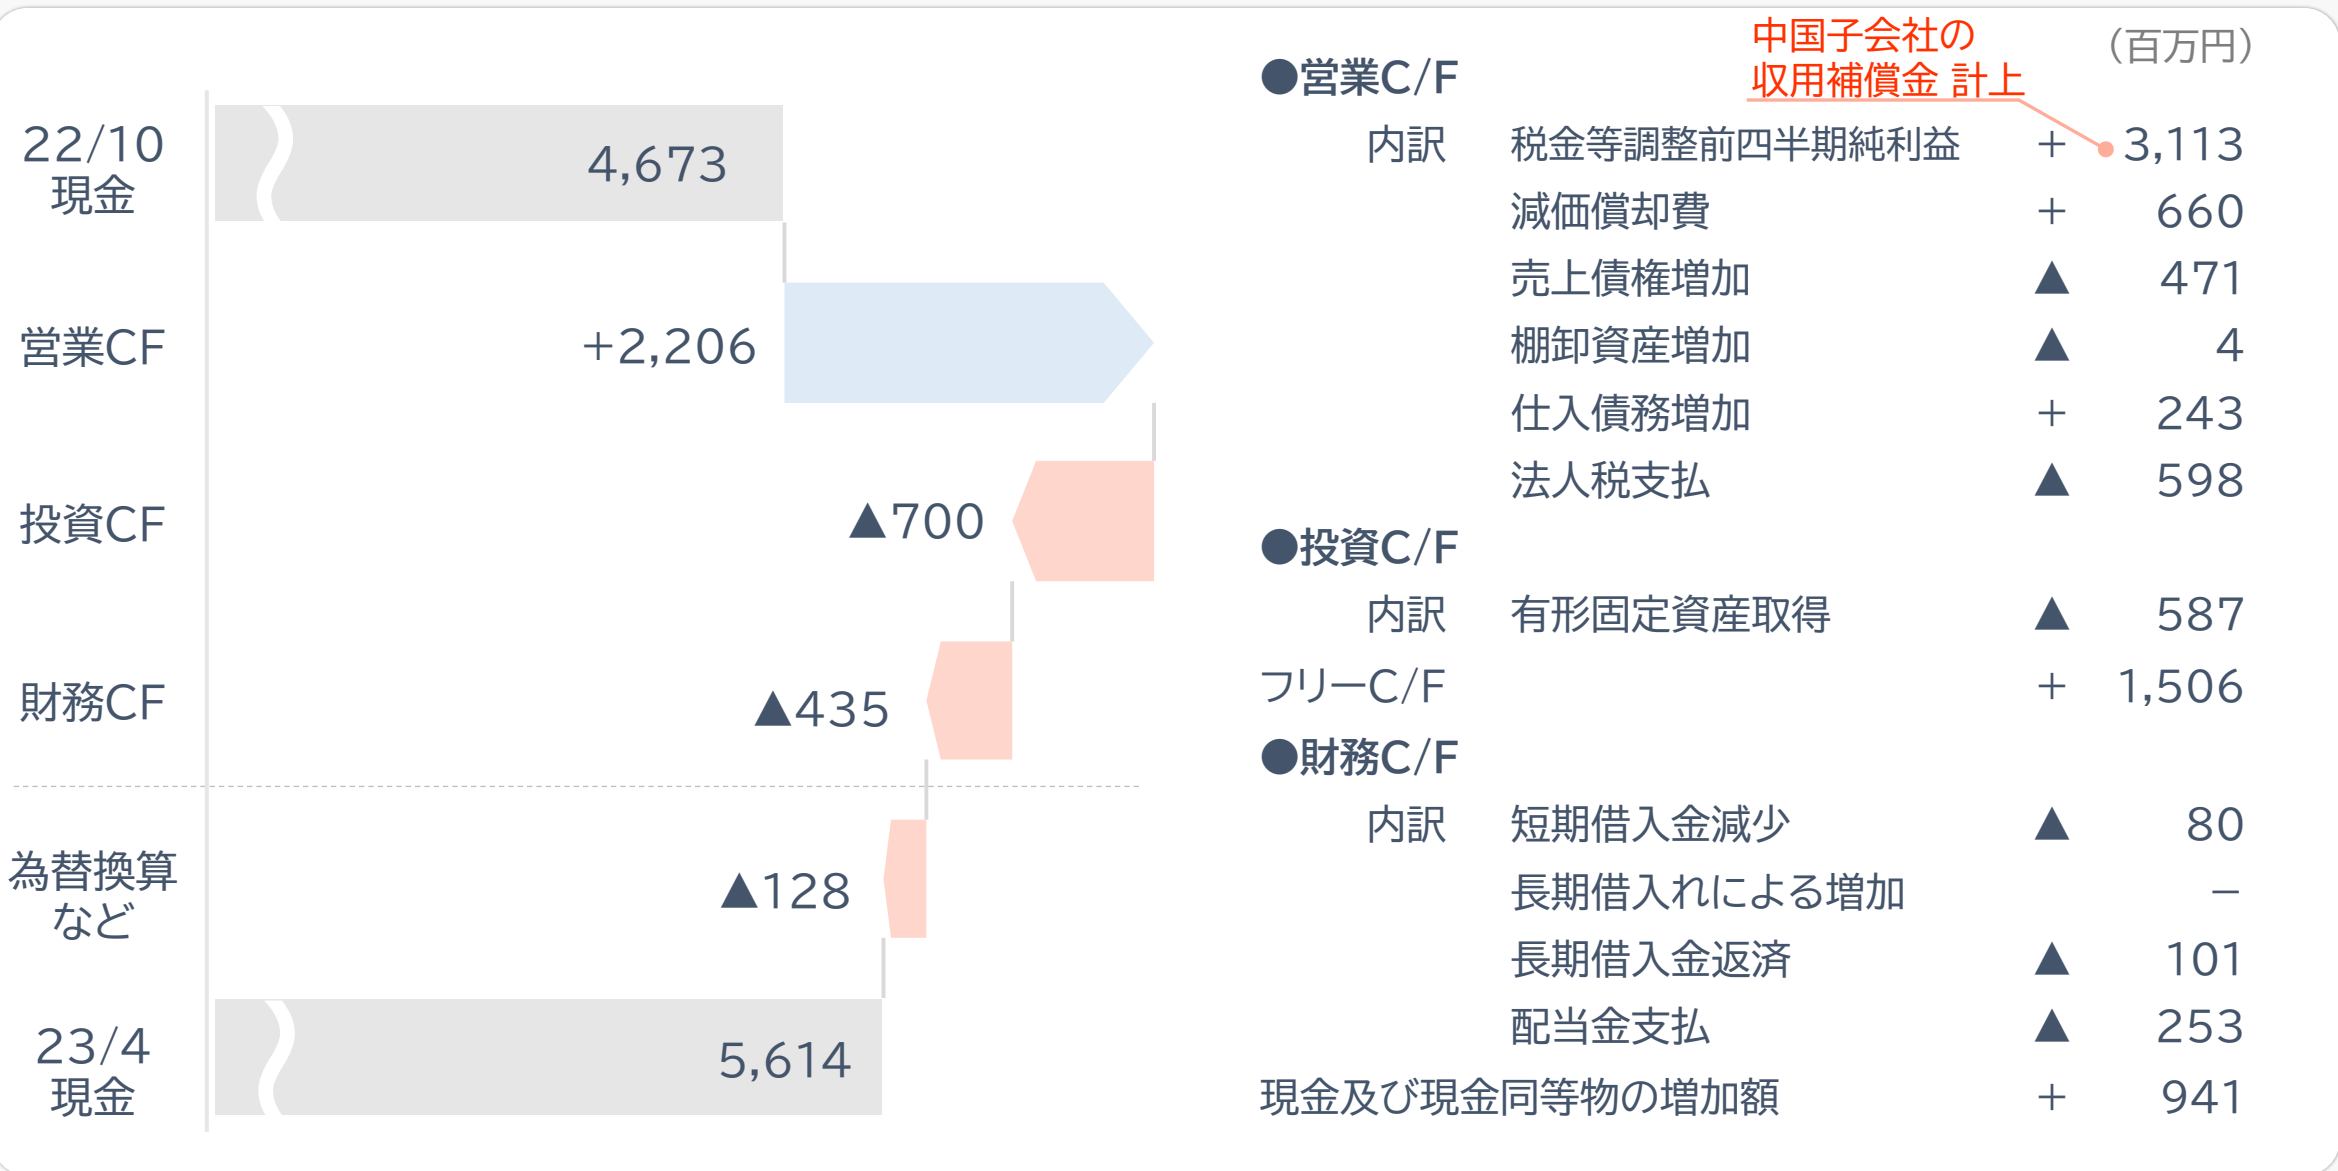 22/10
現金
4,673
営業CF
+2,206
投資CF
▲700
財務CF
▲435
為替換算
など
▲128
23/4
現金
5,614
中国子会社の
収用補償金 計上
（百万円）
●営業C/F
内訳 税金等調整前四半期純利益 + 3,113
減価償却費 + 660
売上債権増加 ▲ 471
棚卸資産増加 ▲ 4
仕入債務増加 + 243
法人税支払 ▲ 598
●投資C/F
内訳 有形固定資産取得 ▲ 587
フリーC/F + 1,506
●財務C/F
内訳 短期借入金減少 ▲ 80
長期借入れによる増加 −
長期借入金返済 ▲ 101
配当金支払 ▲ 253
現金及び現金同等物の増加額 + 941